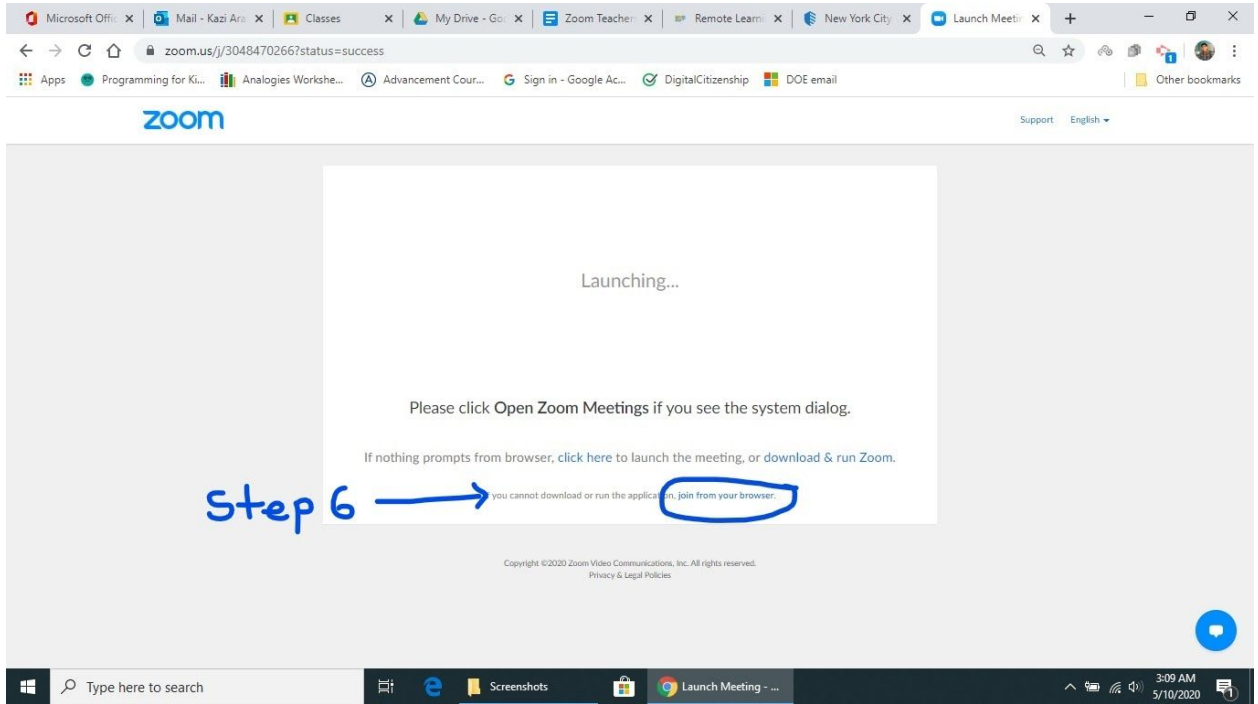 Microsoft Offic
Mail - Kazi Ara
Classes
My Drive - Goo
Zoom Teachers
Remote Learni
New York City
Launch Meetin
zoom.us/j/3048470266?status=success
Apps
Programming for Ki...
Analogies Workshe...
Advancement Cour...
Sign in - Google Ac...
DigitalCitizenship
DOE email
Other bookmarks
zoom
Support
English
Launching...
Please click Open Zoom Meetings if you see the system dialog.
If nothing prompts from browser, click here to launch the meeting, or download & run Zoom.
Step 6
you cannot download or run the application, join from your browser.
Copyright ©2020 Zoom Video Communications, Inc. All rights reserved.
Privacy & Legal Policies
Type here to search
Screenshots
Launch Meeting - ...
3:09 AM
5/10/2020
1